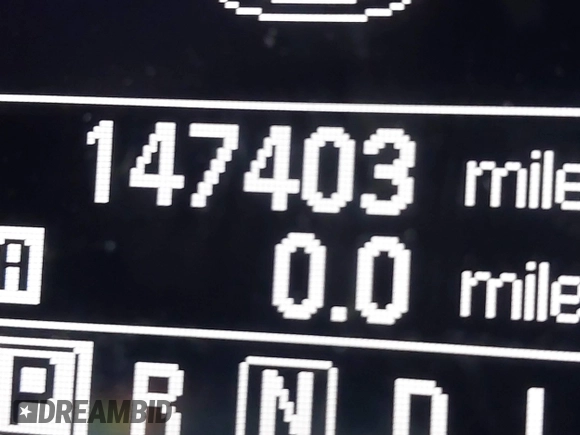 147403 mile
A 0.0 mile
P R N D L
DREAMBID